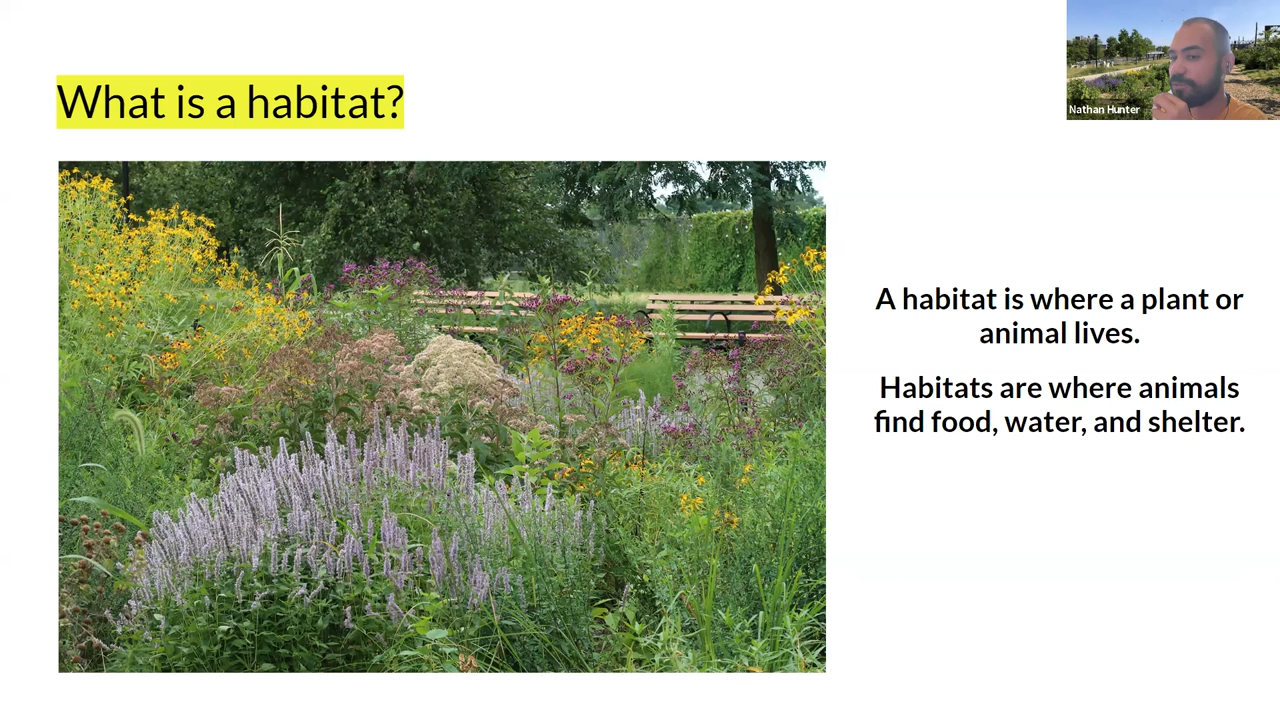 What is a habitat?
Nathan Hunter
A habitat is where a plant or
animal lives.
Habitats are where animals
find food, water, and shelter.